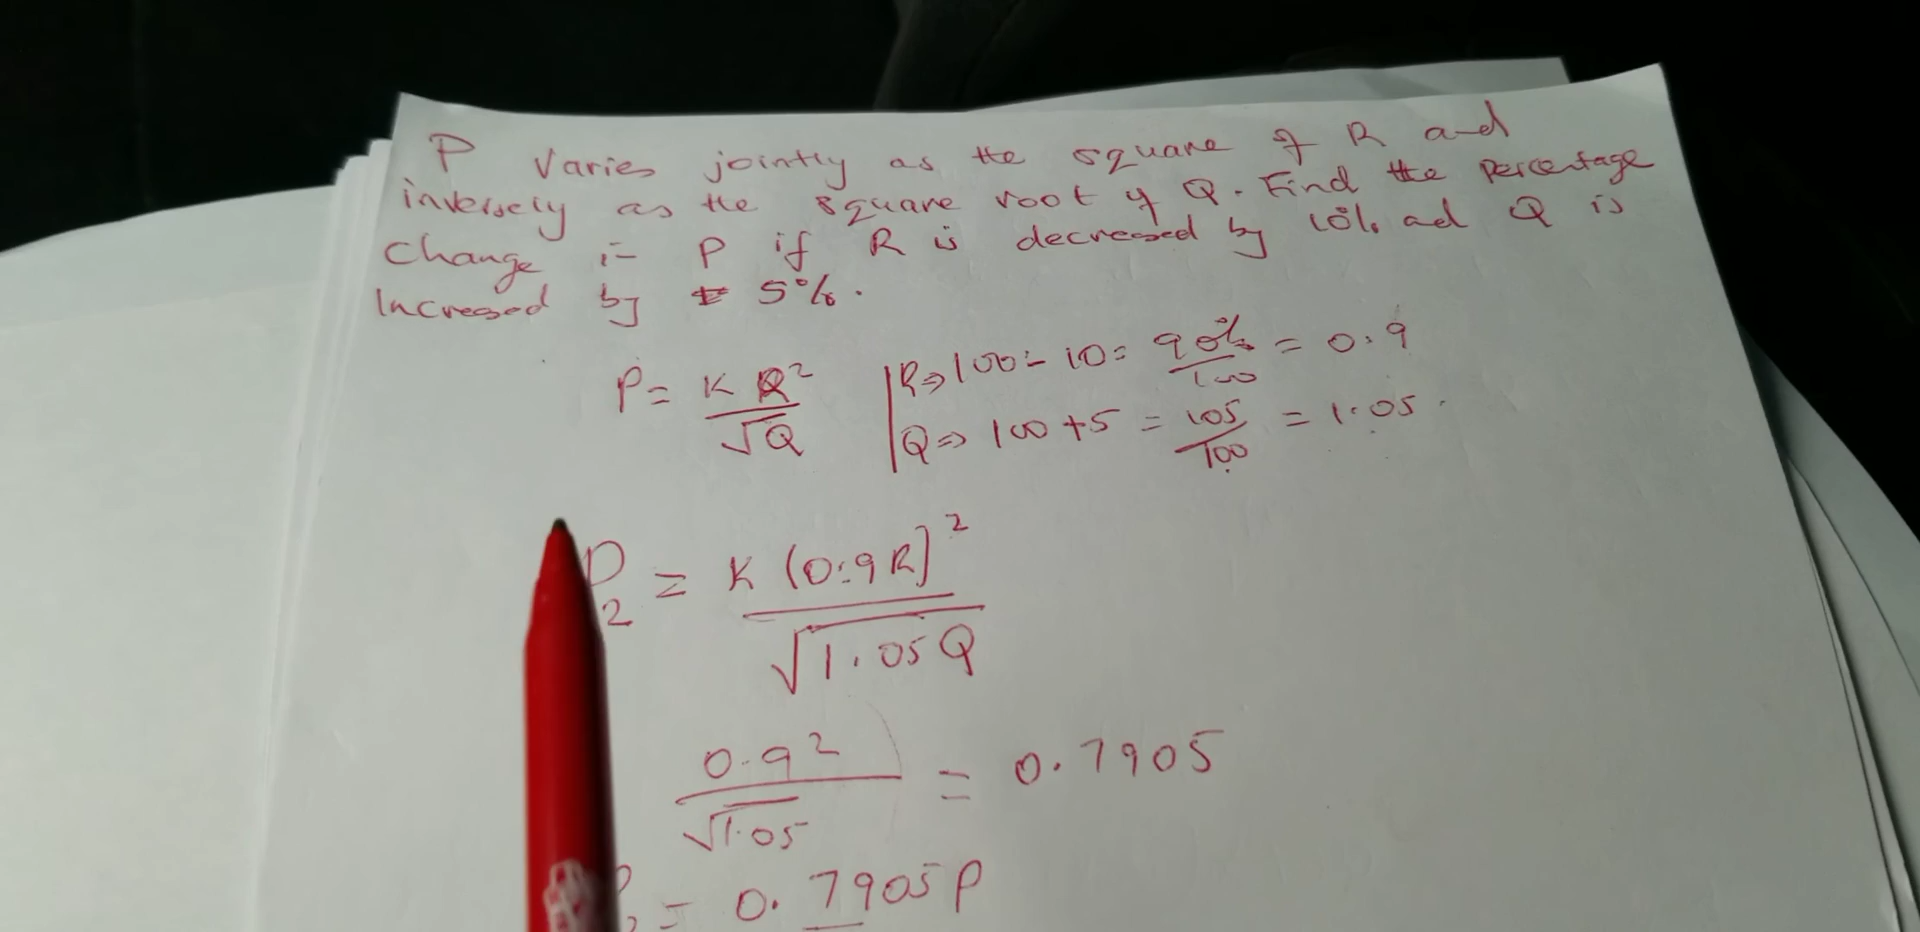 P varies jointly as the square of R and
inversely as the square root of Q. Find the percentage
change in P if R is decreased by 10% and Q is
Increased by 5%.
P = K R² / √Q
R ⇒ 100 - 10 = 90% / 100 = 0.9
Q ⇒ 100 + 5 = 105 / 100 = 1.05
P₂ = K (0.9R)² / √1.05Q
0.9² / √1.05 = 0.7905
= 0.7905P